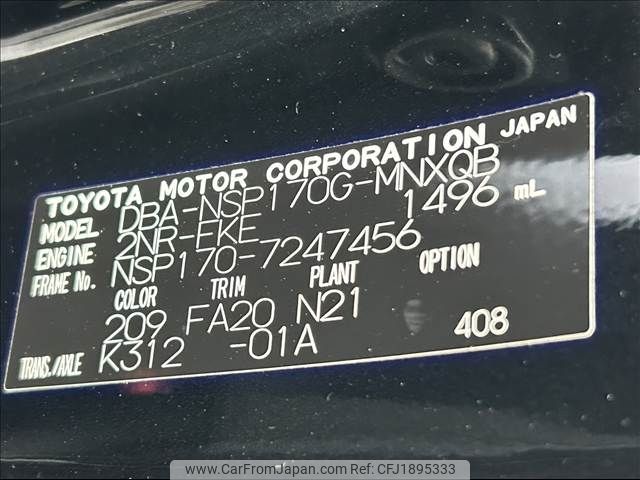 TOYOTA MOTOR CORPORATION JAPAN
MODEL DBA-NSP170G-MNXQB
ENGINE 2NR-FKE 1496 mL
FRAME No. NSP170-7247456
COLOR TRIM PLANT OPTION
209 FA20 N21
TRANS./AXLE K312 -01A 408
www.CarFromJapan.com - CFJ1895333